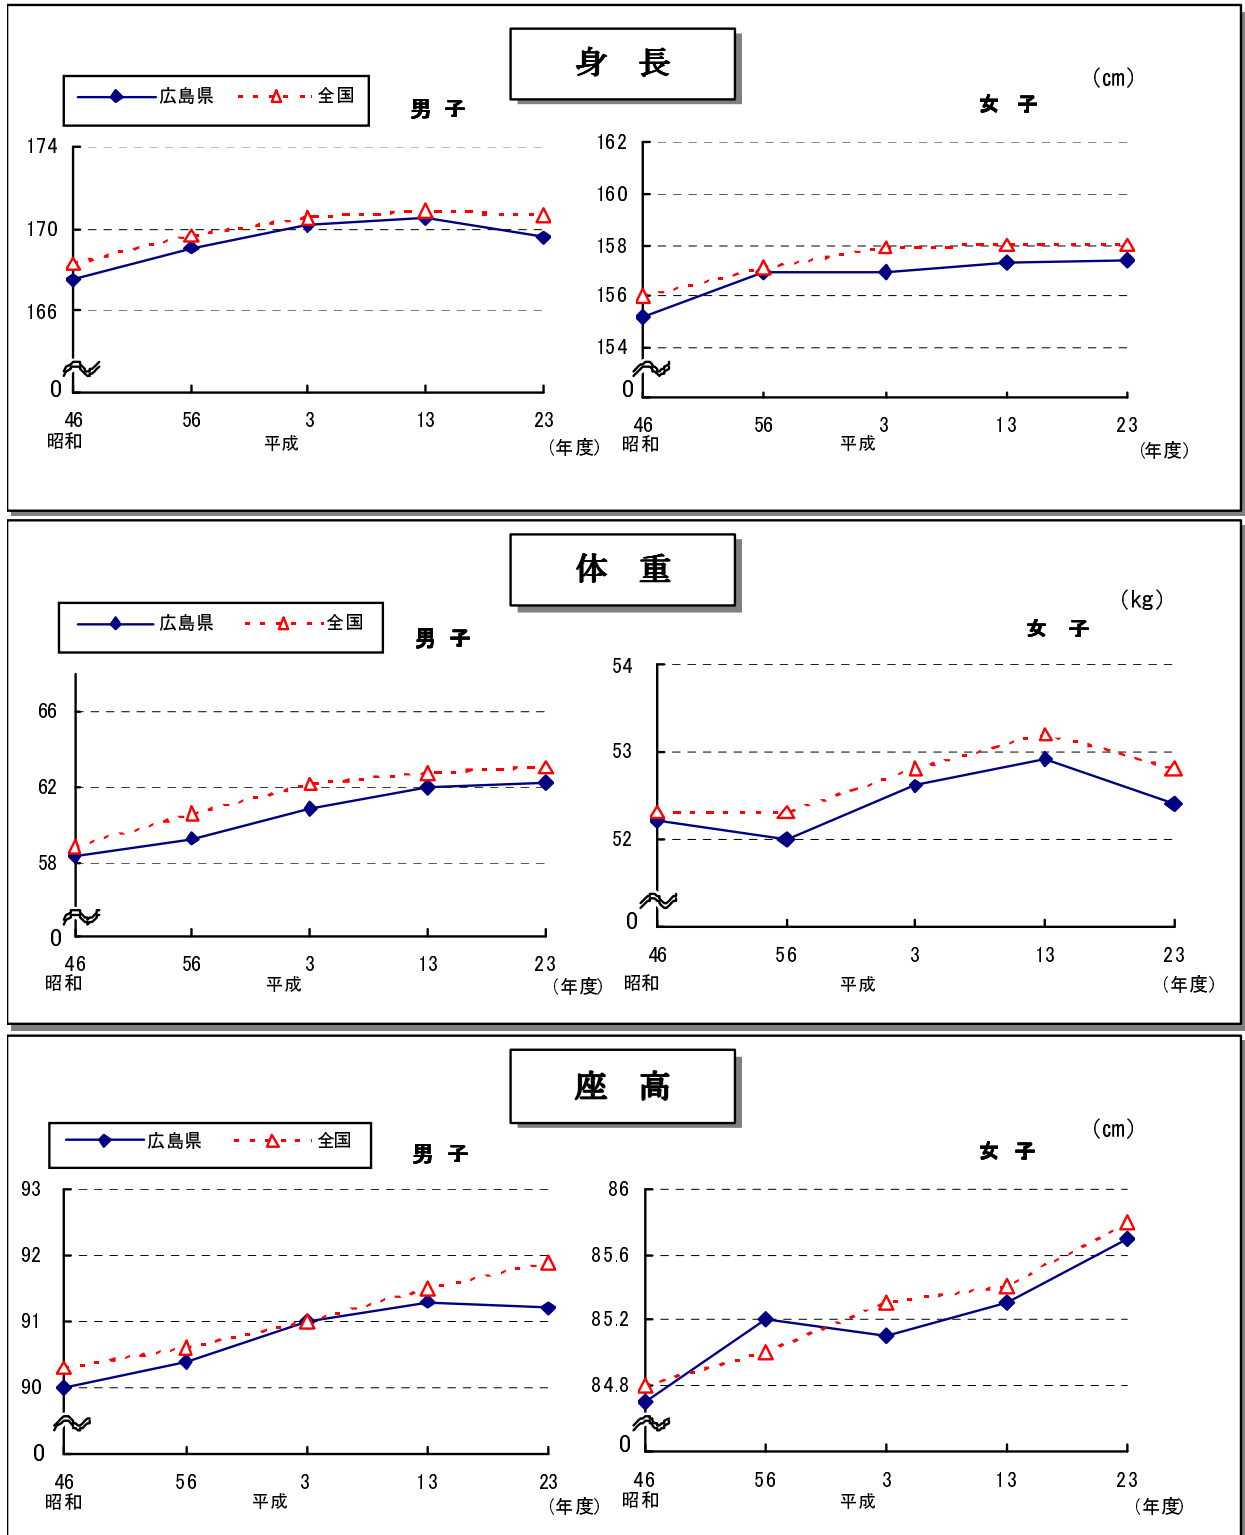 身 長
(cm)
広島県 全国
男 子
女 子
174
170
166
0
46 56 3 13 23
昭和 平成 (年度)
162
160
158
156
154
0
46 56 3 13 23
昭和 平成 (年度)
体 重
(kg)
広島県 全国
男 子
女 子
66
62
58
0
46 56 3 13 23
昭和 平成 (年度)
54
53
52
0
46 56 3 13 23
昭和 平成 (年度)
座 高
(cm)
広島県 全国
男 子
女 子
93
92
91
90
0
46 56 3 13 23
昭和 平成 (年度)
86
85.6
85.2
84.8
0
46 56 3 13 23
昭和 平成 (年度)